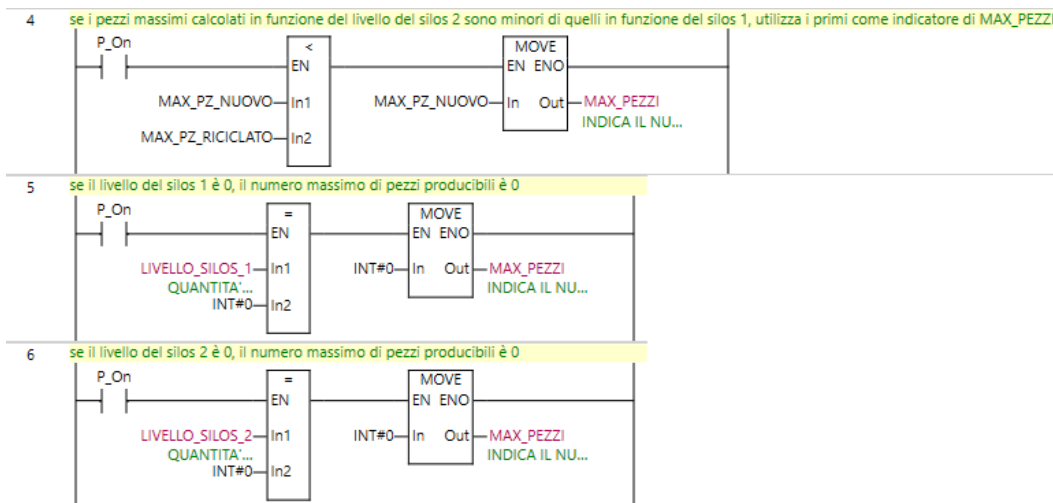 4 se i pezzi massimi calcolati in funzione del livello del silos 2 sono minori di quelli in funzione del silos 1, utilizza i primi come indicatore di MAX_PEZZI
P_On
< MOVE
EN EN ENO
MAX_PZ_NUOVO In1 MAX_PZ_NUOVO In Out MAX_PEZZI
INDICA IL NU...
MAX_PZ_RICICLATO In2
5 se il livello del silos 1 è 0, il numero massimo di pezzi producibili è 0
P_On
= MOVE
EN EN ENO
LIVELLO_SILOS_1 In1 INT#0 In Out MAX_PEZZI
QUANTITA'... INDICA IL NU...
INT#0 In2
6 se il livello del silos 2 è 0, il numero massimo di pezzi producibili è 0
P_On
= MOVE
EN EN ENO
LIVELLO_SILOS_2 In1 INT#0 In Out MAX_PEZZI
QUANTITA'... INDICA IL NU...
INT#0 In2